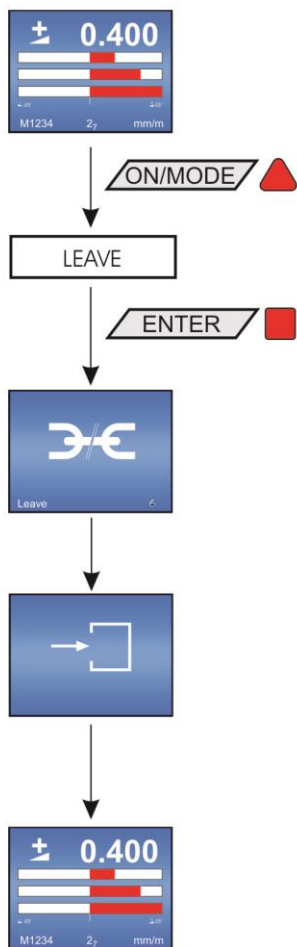 ± 0.400
M1234 2₇ mm/m
ON/MODE
LEAVE
ENTER
Leave
± 0.400
M1234 2₇ mm/m